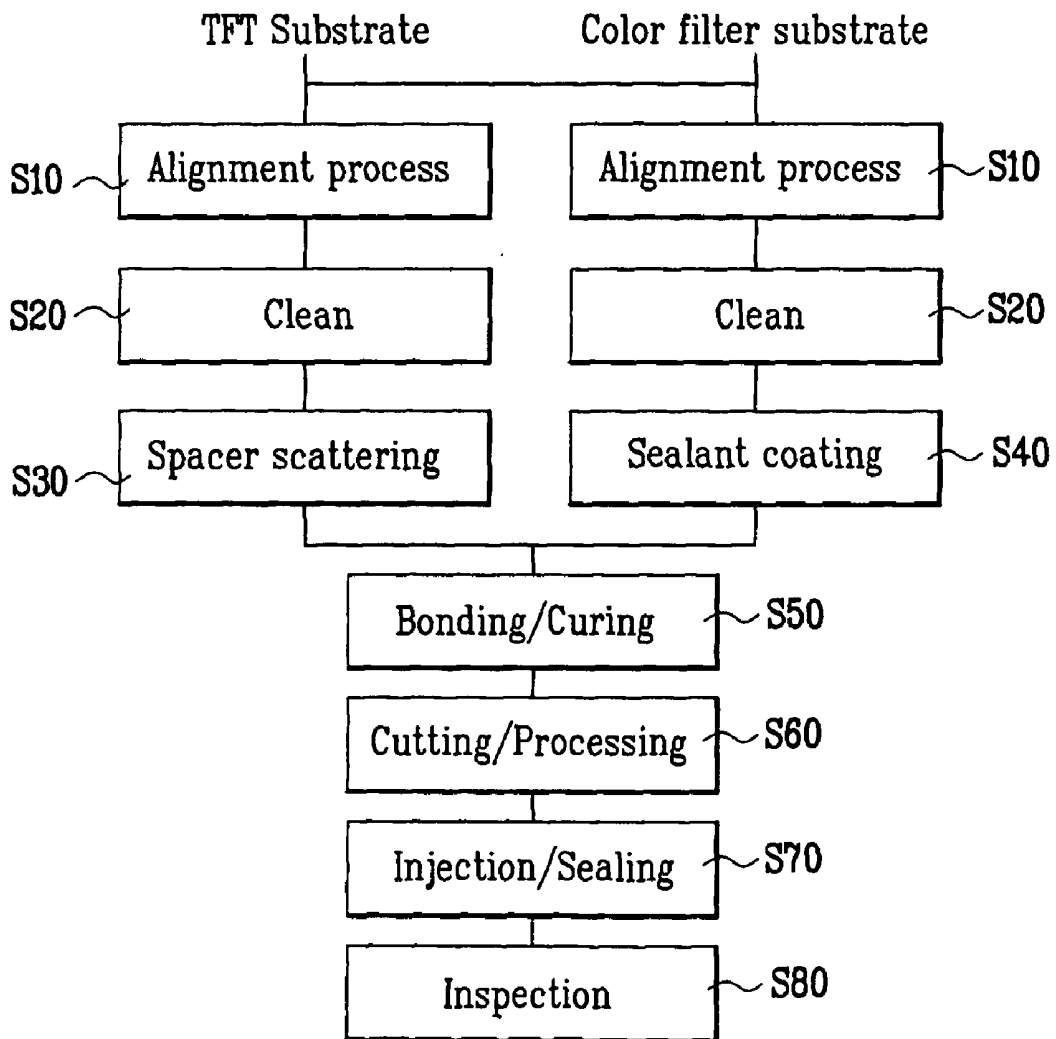 TFT Substrate
Color filter substrate
S10
Alignment process
Alignment process
S10
S20
Clean
Clean
S20
S30
Spacer scattering
Sealant coating
S40
Bonding/Curing
S50
Cutting/Processing
S60
Injection/Sealing
S70
Inspection
S80